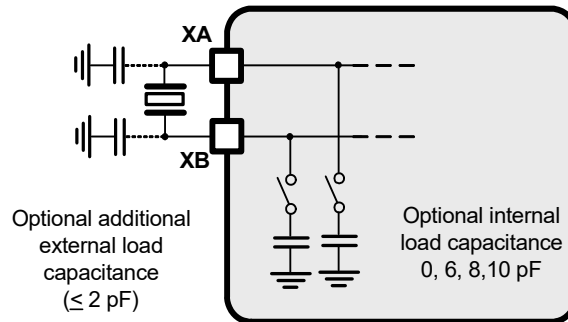 XA
XB
Optional additional
external load
capacitance
(≤ 2 pF)
Optional internal
load capacitance
0, 6, 8,10 pF